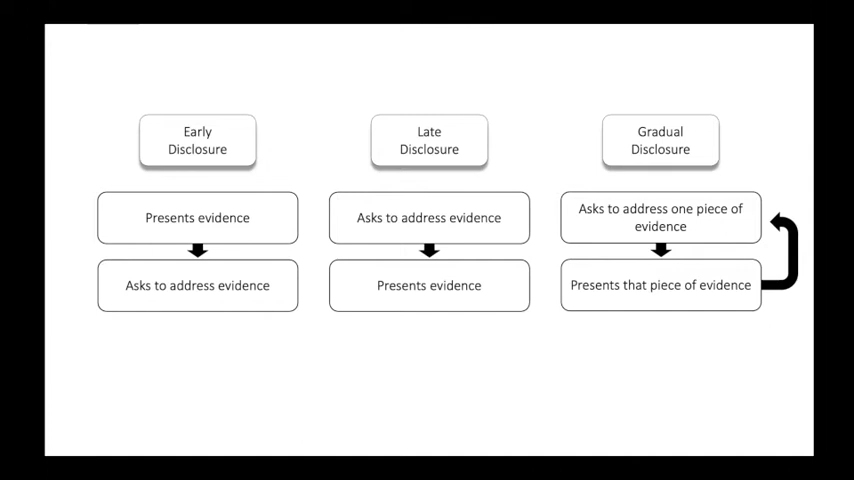 Early
Disclosure
Late
Disclosure
Gradual
Disclosure
Presents evidence
Asks to address evidence
Asks to address evidence
Presents evidence
Asks to address one piece of
evidence
Presents that piece of evidence